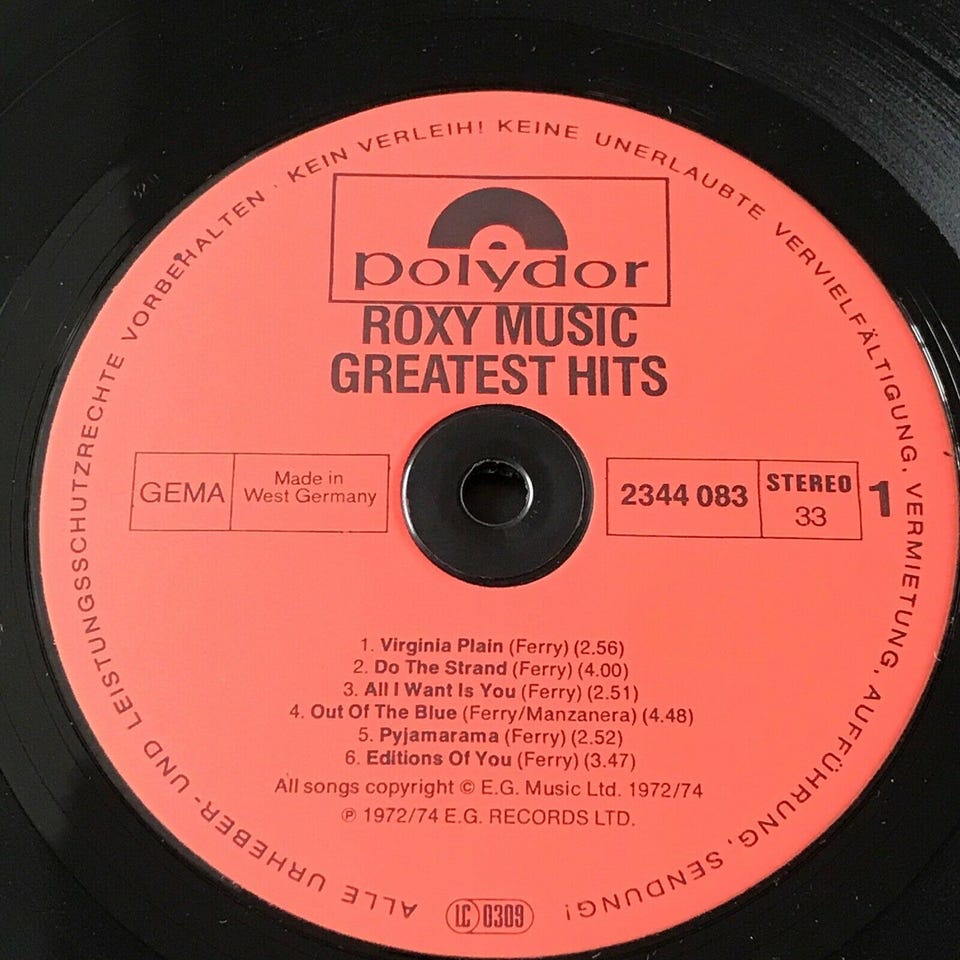 ALLE URHEBER- UND LEISTUNGSSCHUTZRECHTE VORBEHALTEN · KEIN VERLEIH! KEINE UNERLAUBTE VERVIELFÄLTIGUNG, VERMIETUNG, AUFFÜHRUNG, SENDUNG!
polydor
ROXY MUSIC
GREATEST HITS
GEMA
Made in
West Germany
2344 083
STEREO
33
1
1. Virginia Plain (Ferry) (2.56)
2. Do The Strand (Ferry) (4.00)
3. All I Want Is You (Ferry) (2.51)
4. Out Of The Blue (Ferry/Manzanera) (4.48)
5. Pyjamarama (Ferry) (2.52)
6. Editions Of You (Ferry) (3.47)
All songs copyright © E.G. Music Ltd. 1972/74
℗ 1972/74 E.G. RECORDS LTD.
LC 0309